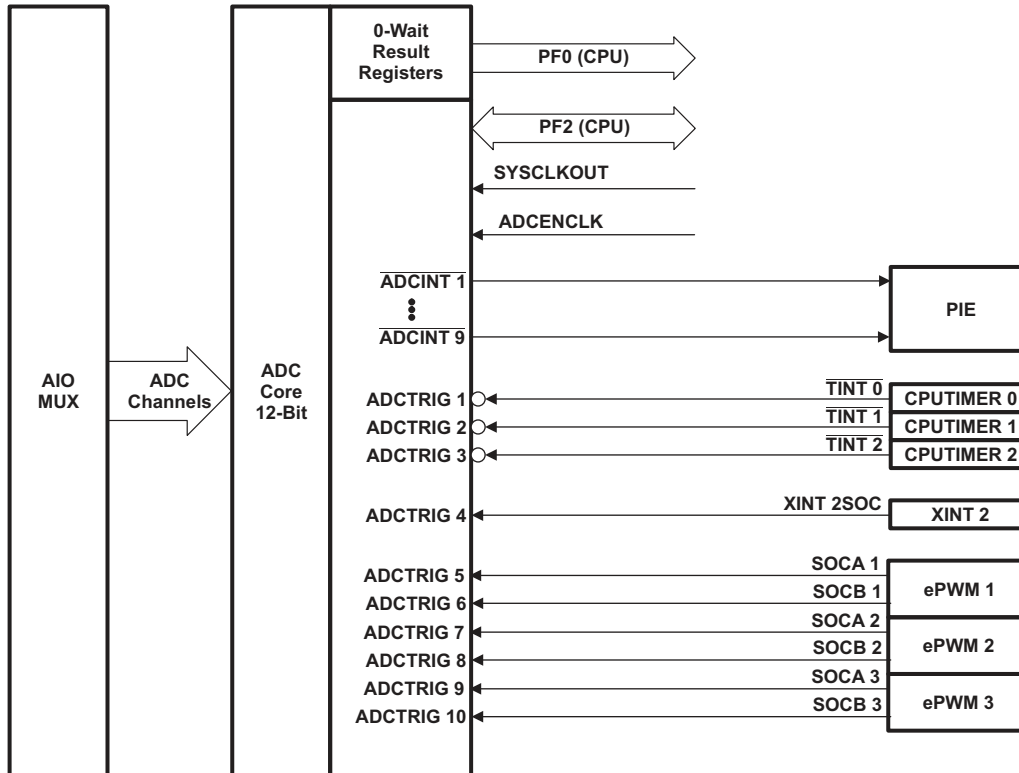 0-Wait
Result
Registers
PF0 (CPU)
PF2 (CPU)
SYSCLKOUT
ADCENCLK
ADCINT 1
PIE
ADCINT 9
AIO
MUX
ADC
Channels
ADC
Core
12-Bit
ADCTRIG 1
TINT 0
CPUTIMER 0
ADCTRIG 2
TINT 1
CPUTIMER 1
ADCTRIG 3
TINT 2
CPUTIMER 2
ADCTRIG 4
XINT 2SOC
XINT 2
ADCTRIG 5
SOCA 1
ePWM 1
ADCTRIG 6
SOCB 1
ADCTRIG 7
SOCA 2
ePWM 2
ADCTRIG 8
SOCB 2
ADCTRIG 9
SOCA 3
ePWM 3
ADCTRIG 10
SOCB 3